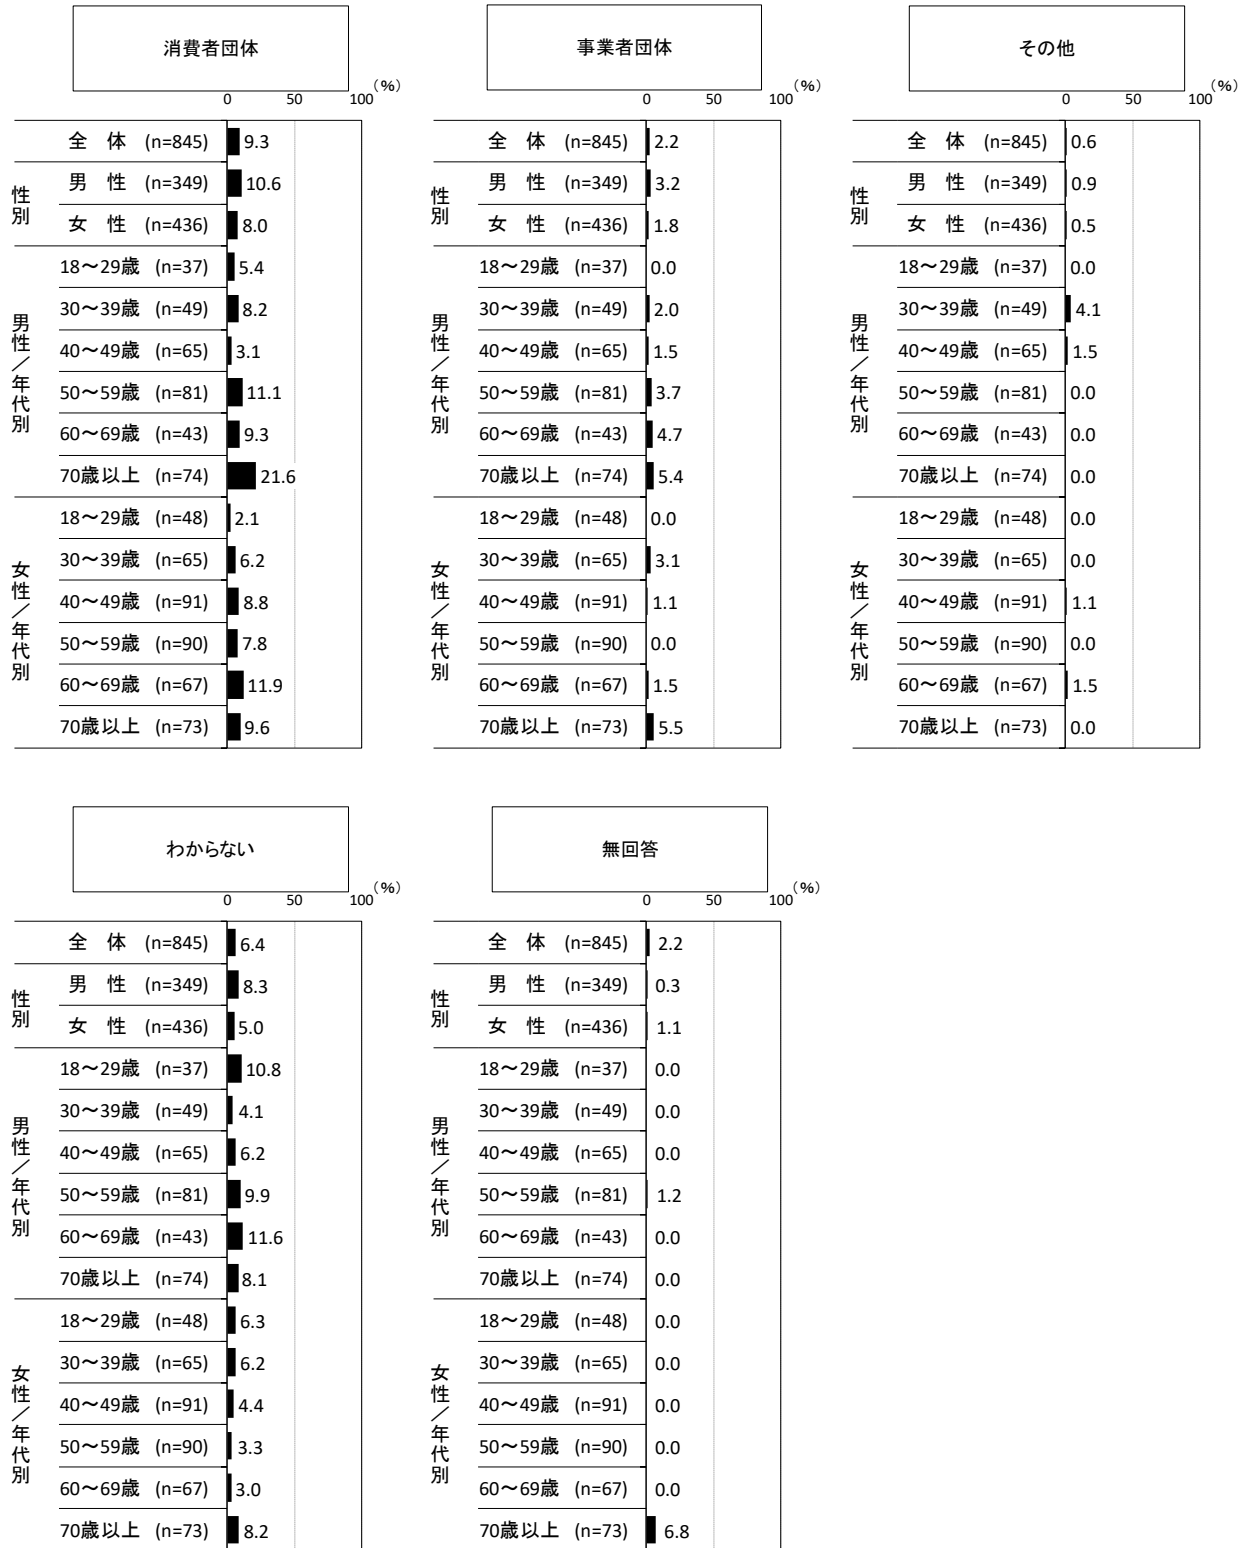 消費者団体
(%)
0 50 100
全 体 (n=845) 9.3
性別
男 性 (n=349) 10.6
女 性 (n=436) 8.0
男性／年代別
18～29歳 (n=37) 5.4
30～39歳 (n=49) 8.2
40～49歳 (n=65) 3.1
50～59歳 (n=81) 11.1
60～69歳 (n=43) 9.3
70歳以上 (n=74) 21.6
女性／年代別
18～29歳 (n=48) 2.1
30～39歳 (n=65) 6.2
40～49歳 (n=91) 8.8
50～59歳 (n=90) 7.8
60～69歳 (n=67) 11.9
70歳以上 (n=73) 9.6
事業者団体
(%)
0 50 100
全 体 (n=845) 2.2
性別
男 性 (n=349) 3.2
女 性 (n=436) 1.8
男性／年代別
18～29歳 (n=37) 0.0
30～39歳 (n=49) 2.0
40～49歳 (n=65) 1.5
50～59歳 (n=81) 3.7
60～69歳 (n=43) 4.7
70歳以上 (n=74) 5.4
女性／年代別
18～29歳 (n=48) 0.0
30～39歳 (n=65) 3.1
40～49歳 (n=91) 1.1
50～59歳 (n=90) 0.0
60～69歳 (n=67) 1.5
70歳以上 (n=73) 5.5
その他
(%)
0 50 100
全 体 (n=845) 0.6
性別
男 性 (n=349) 0.9
女 性 (n=436) 0.5
男性／年代別
18～29歳 (n=37) 0.0
30～39歳 (n=49) 4.1
40～49歳 (n=65) 1.5
50～59歳 (n=81) 0.0
60～69歳 (n=43) 0.0
70歳以上 (n=74) 0.0
女性／年代別
18～29歳 (n=48) 0.0
30～39歳 (n=65) 0.0
40～49歳 (n=91) 1.1
50～59歳 (n=90) 0.0
60～69歳 (n=67) 1.5
70歳以上 (n=73) 0.0
わからない
(%)
0 50 100
全 体 (n=845) 6.4
性別
男 性 (n=349) 8.3
女 性 (n=436) 5.0
男性／年代別
18～29歳 (n=37) 10.8
30～39歳 (n=49) 4.1
40～49歳 (n=65) 6.2
50～59歳 (n=81) 9.9
60～69歳 (n=43) 11.6
70歳以上 (n=74) 8.1
女性／年代別
18～29歳 (n=48) 6.3
30～39歳 (n=65) 6.2
40～49歳 (n=91) 4.4
50～59歳 (n=90) 3.3
60～69歳 (n=67) 3.0
70歳以上 (n=73) 8.2
無回答
(%)
0 50 100
全 体 (n=845) 2.2
性別
男 性 (n=349) 0.3
女 性 (n=436) 1.1
男性／年代別
18～29歳 (n=37) 0.0
30～39歳 (n=49) 0.0
40～49歳 (n=65) 0.0
50～59歳 (n=81) 1.2
60～69歳 (n=43) 0.0
70歳以上 (n=74) 0.0
女性／年代別
18～29歳 (n=48) 0.0
30～39歳 (n=65) 0.0
40～49歳 (n=91) 0.0
50～59歳 (n=90) 0.0
60～69歳 (n=67) 0.0
70歳以上 (n=73) 6.8